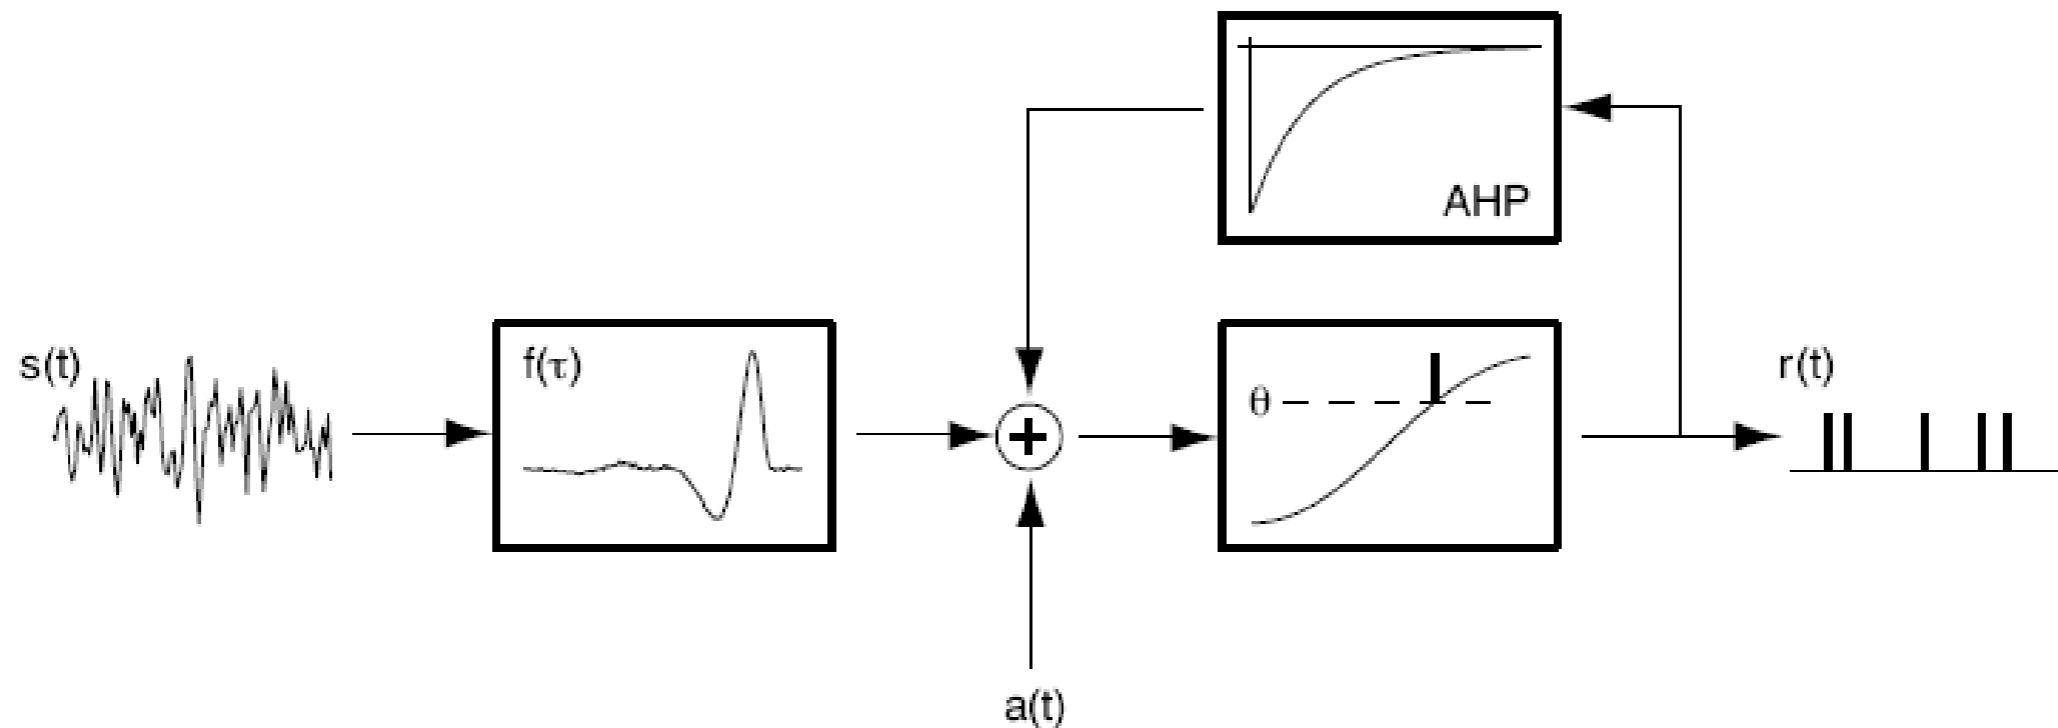 AHP
s(t)
f(τ)
+
θ
r(t)
a(t)